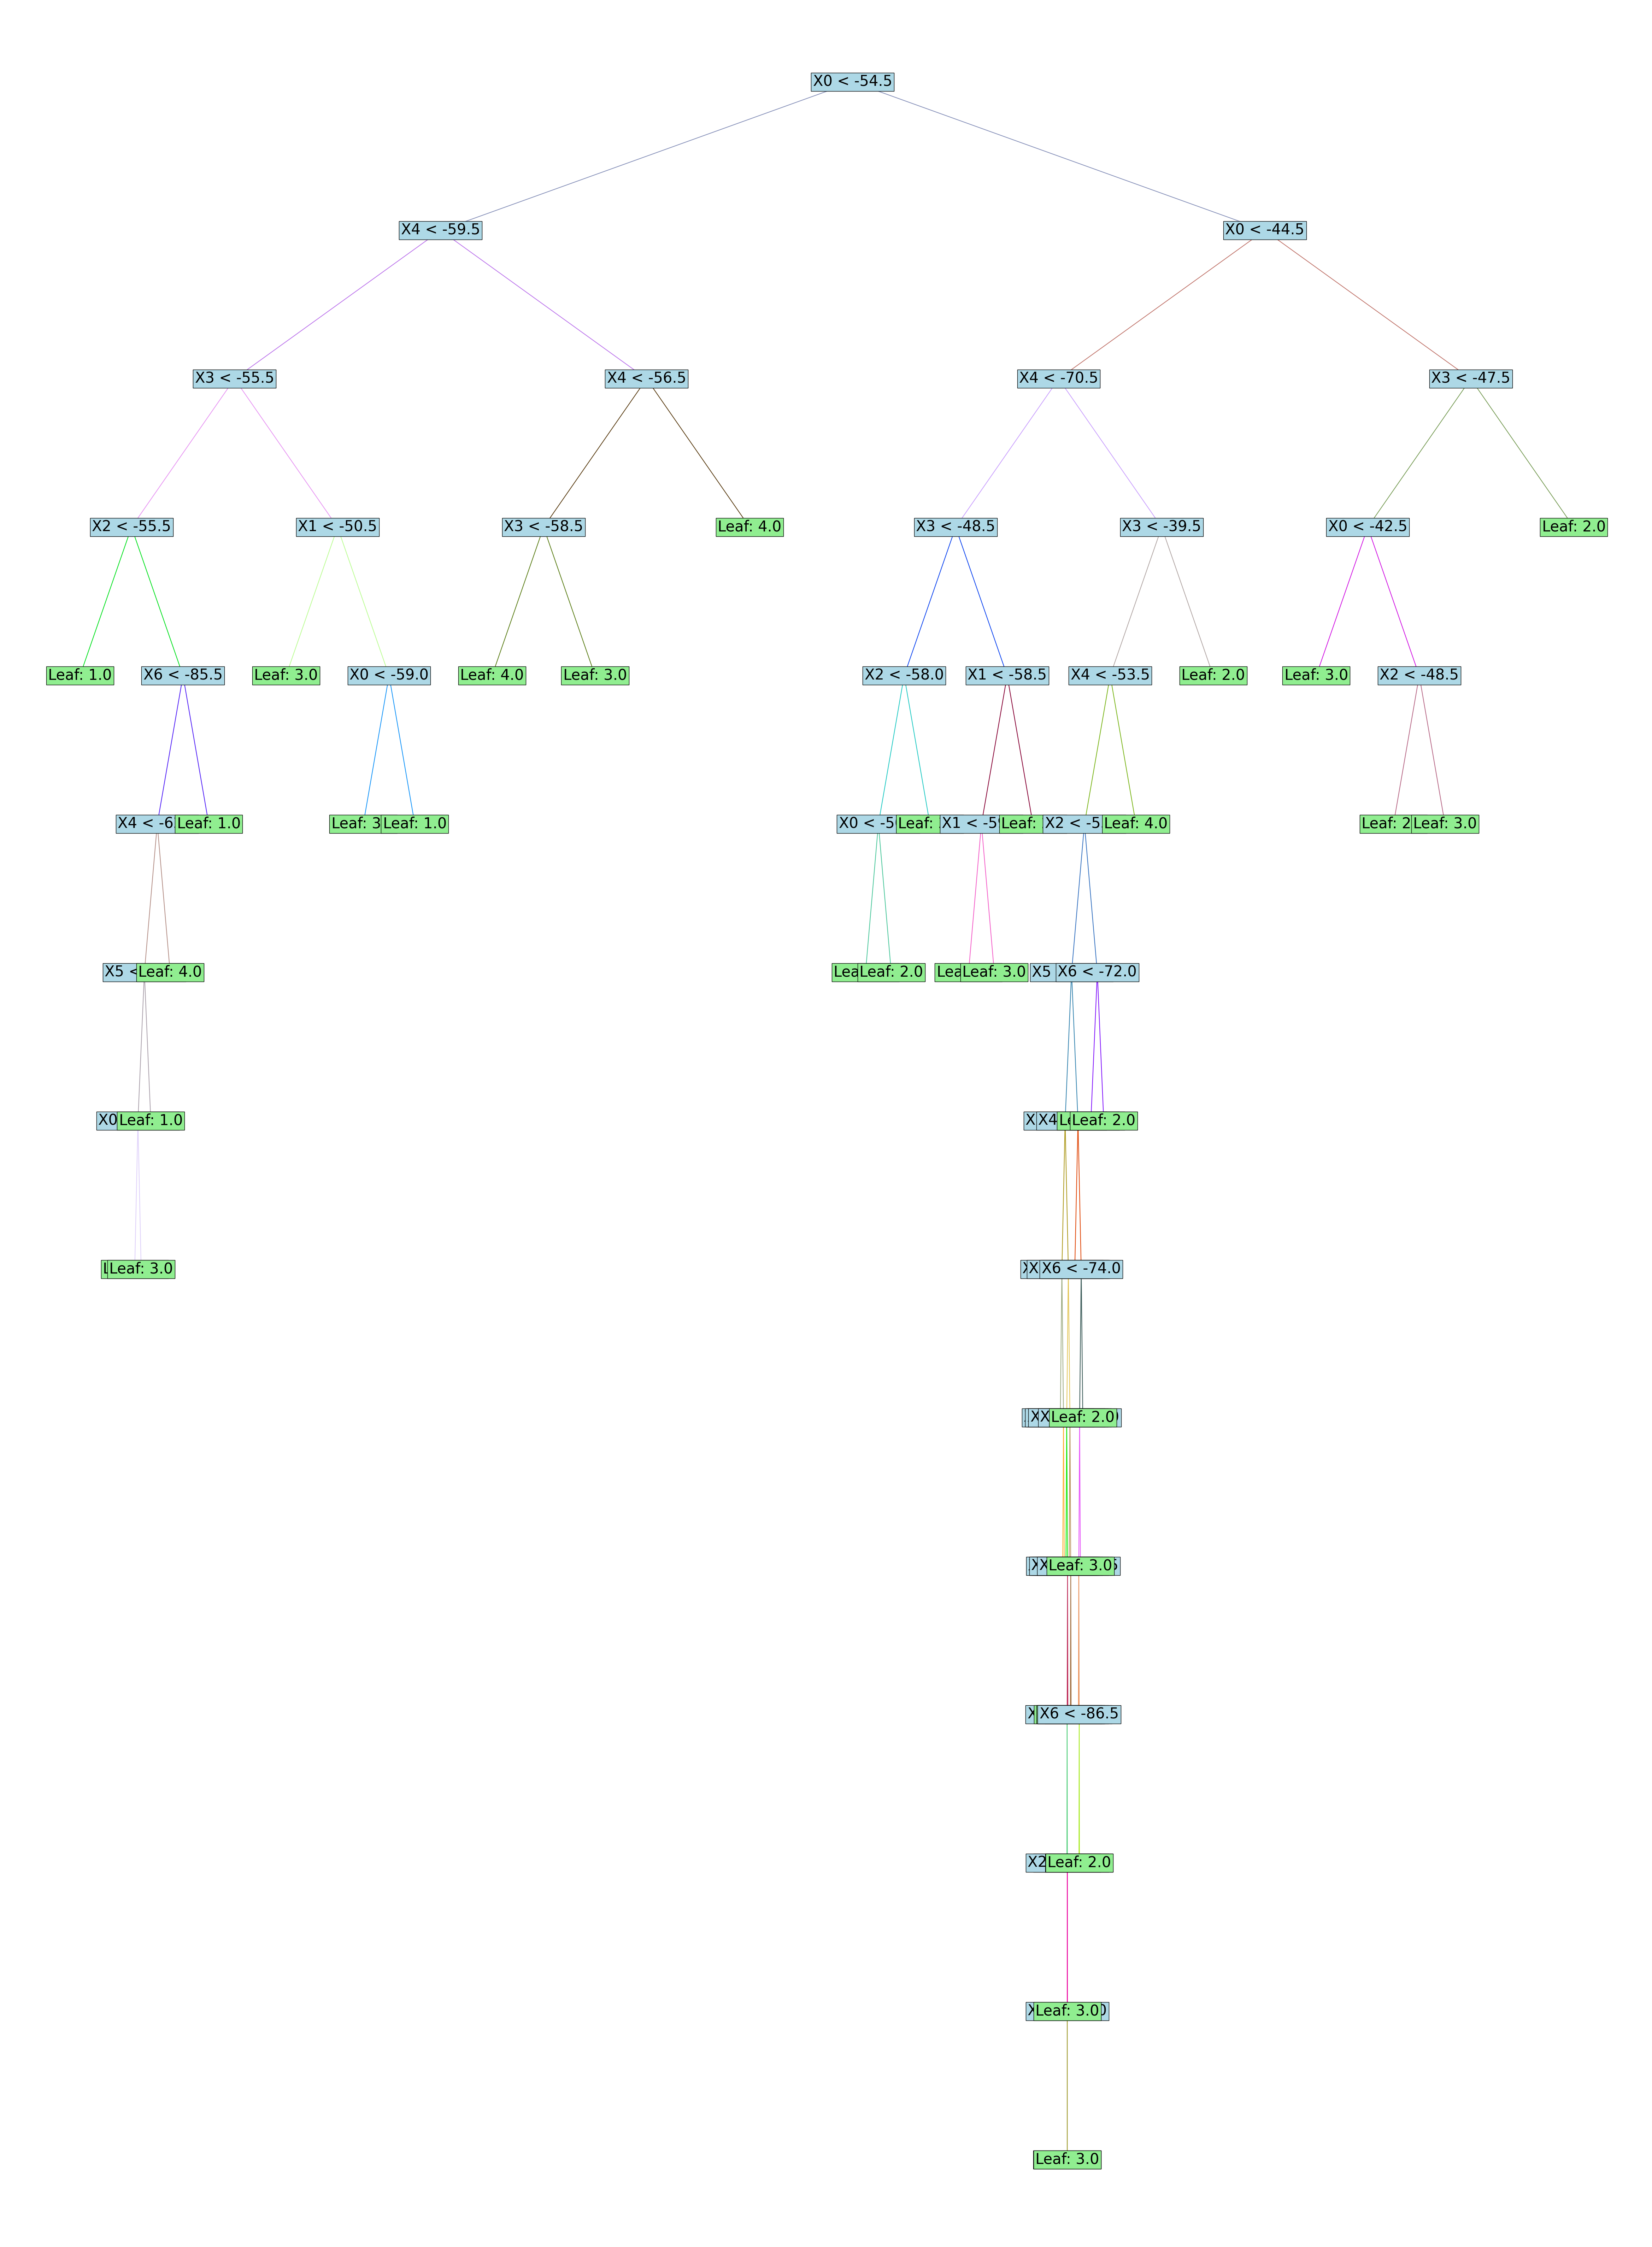 X0 < -54.5
X4 < -59.5
X0 < -44.5
X3 < -55.5
X4 < -56.5
X4 < -70.5
X3 < -47.5
X2 < -55.5
X1 < -50.5
X3 < -58.5
Leaf: 4.0
X3 < -48.5
X3 < -39.5
X0 < -42.5
Leaf: 2.0
Leaf: 1.0
X6 < -85.5
Leaf: 3.0
X0 < -59.0
Leaf: 4.0
Leaf: 3.0
X2 < -58.0
X1 < -58.5
X4 < -53.5
Leaf: 2.0
Leaf: 3.0
X2 < -48.5
X4 < -6
Leaf: 1.0
Leaf: 3
Leaf: 1.0
X0 < -5
Leaf:
X1 < -5
Leaf:
X2 < -5
Leaf: 4.0
Leaf: 2
Leaf: 3.0
X5 <
Leaf: 4.0
Lea
Leaf: 2.0
Lea
Leaf: 3.0
X5
X6 < -72.0
X0
Leaf: 1.0
X
X4
Leaf: 2.0
Leaf: 3.0
X
X
X6 < -74.0
X
X
Leaf: 2.0
X
X
Leaf: 3.0
X
X6 < -86.5
X2
Leaf: 2.0
X
Leaf: 3.0
Leaf: 3.0